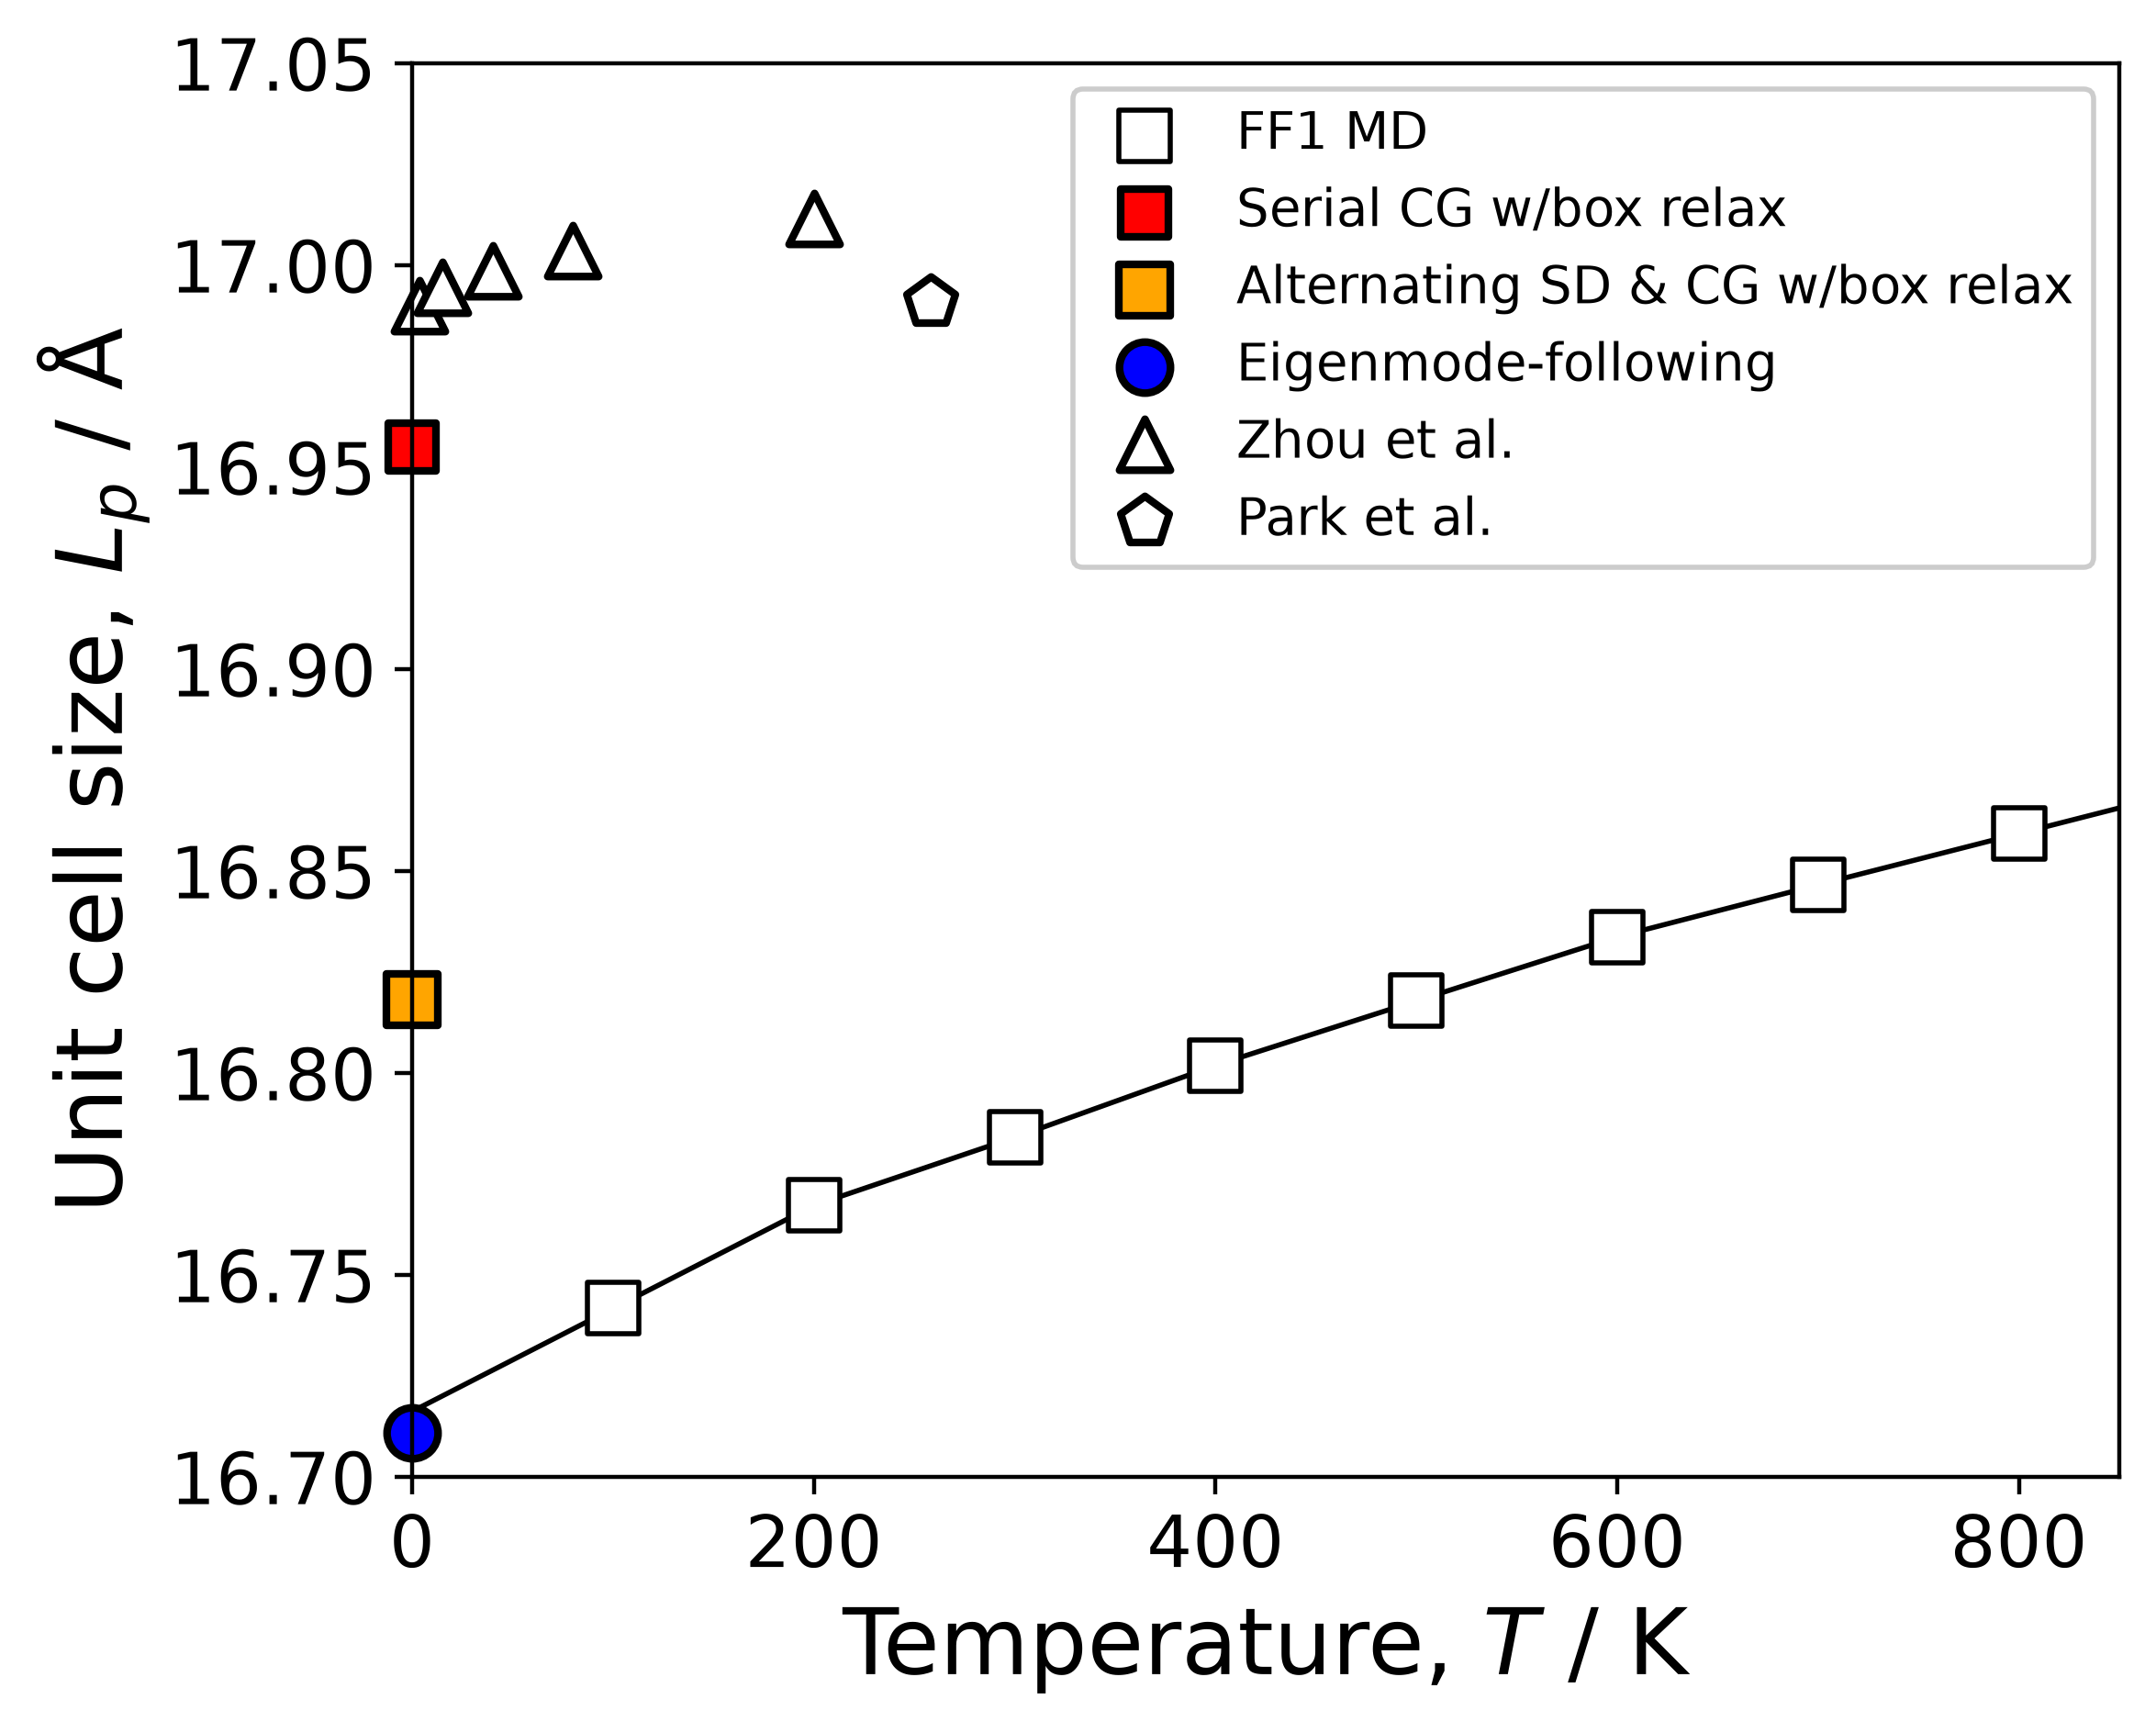 17.05
17.00
16.95
16.90
16.85
16.80
16.75
16.70
Unit cell size, Lp / Å
FF1 MD
Serial CG w/box relax
Alternating SD & CG w/box relax
Eigenmode-following
Zhou et al.
Park et al.
0 200 400 600 800
Temperature, T / K